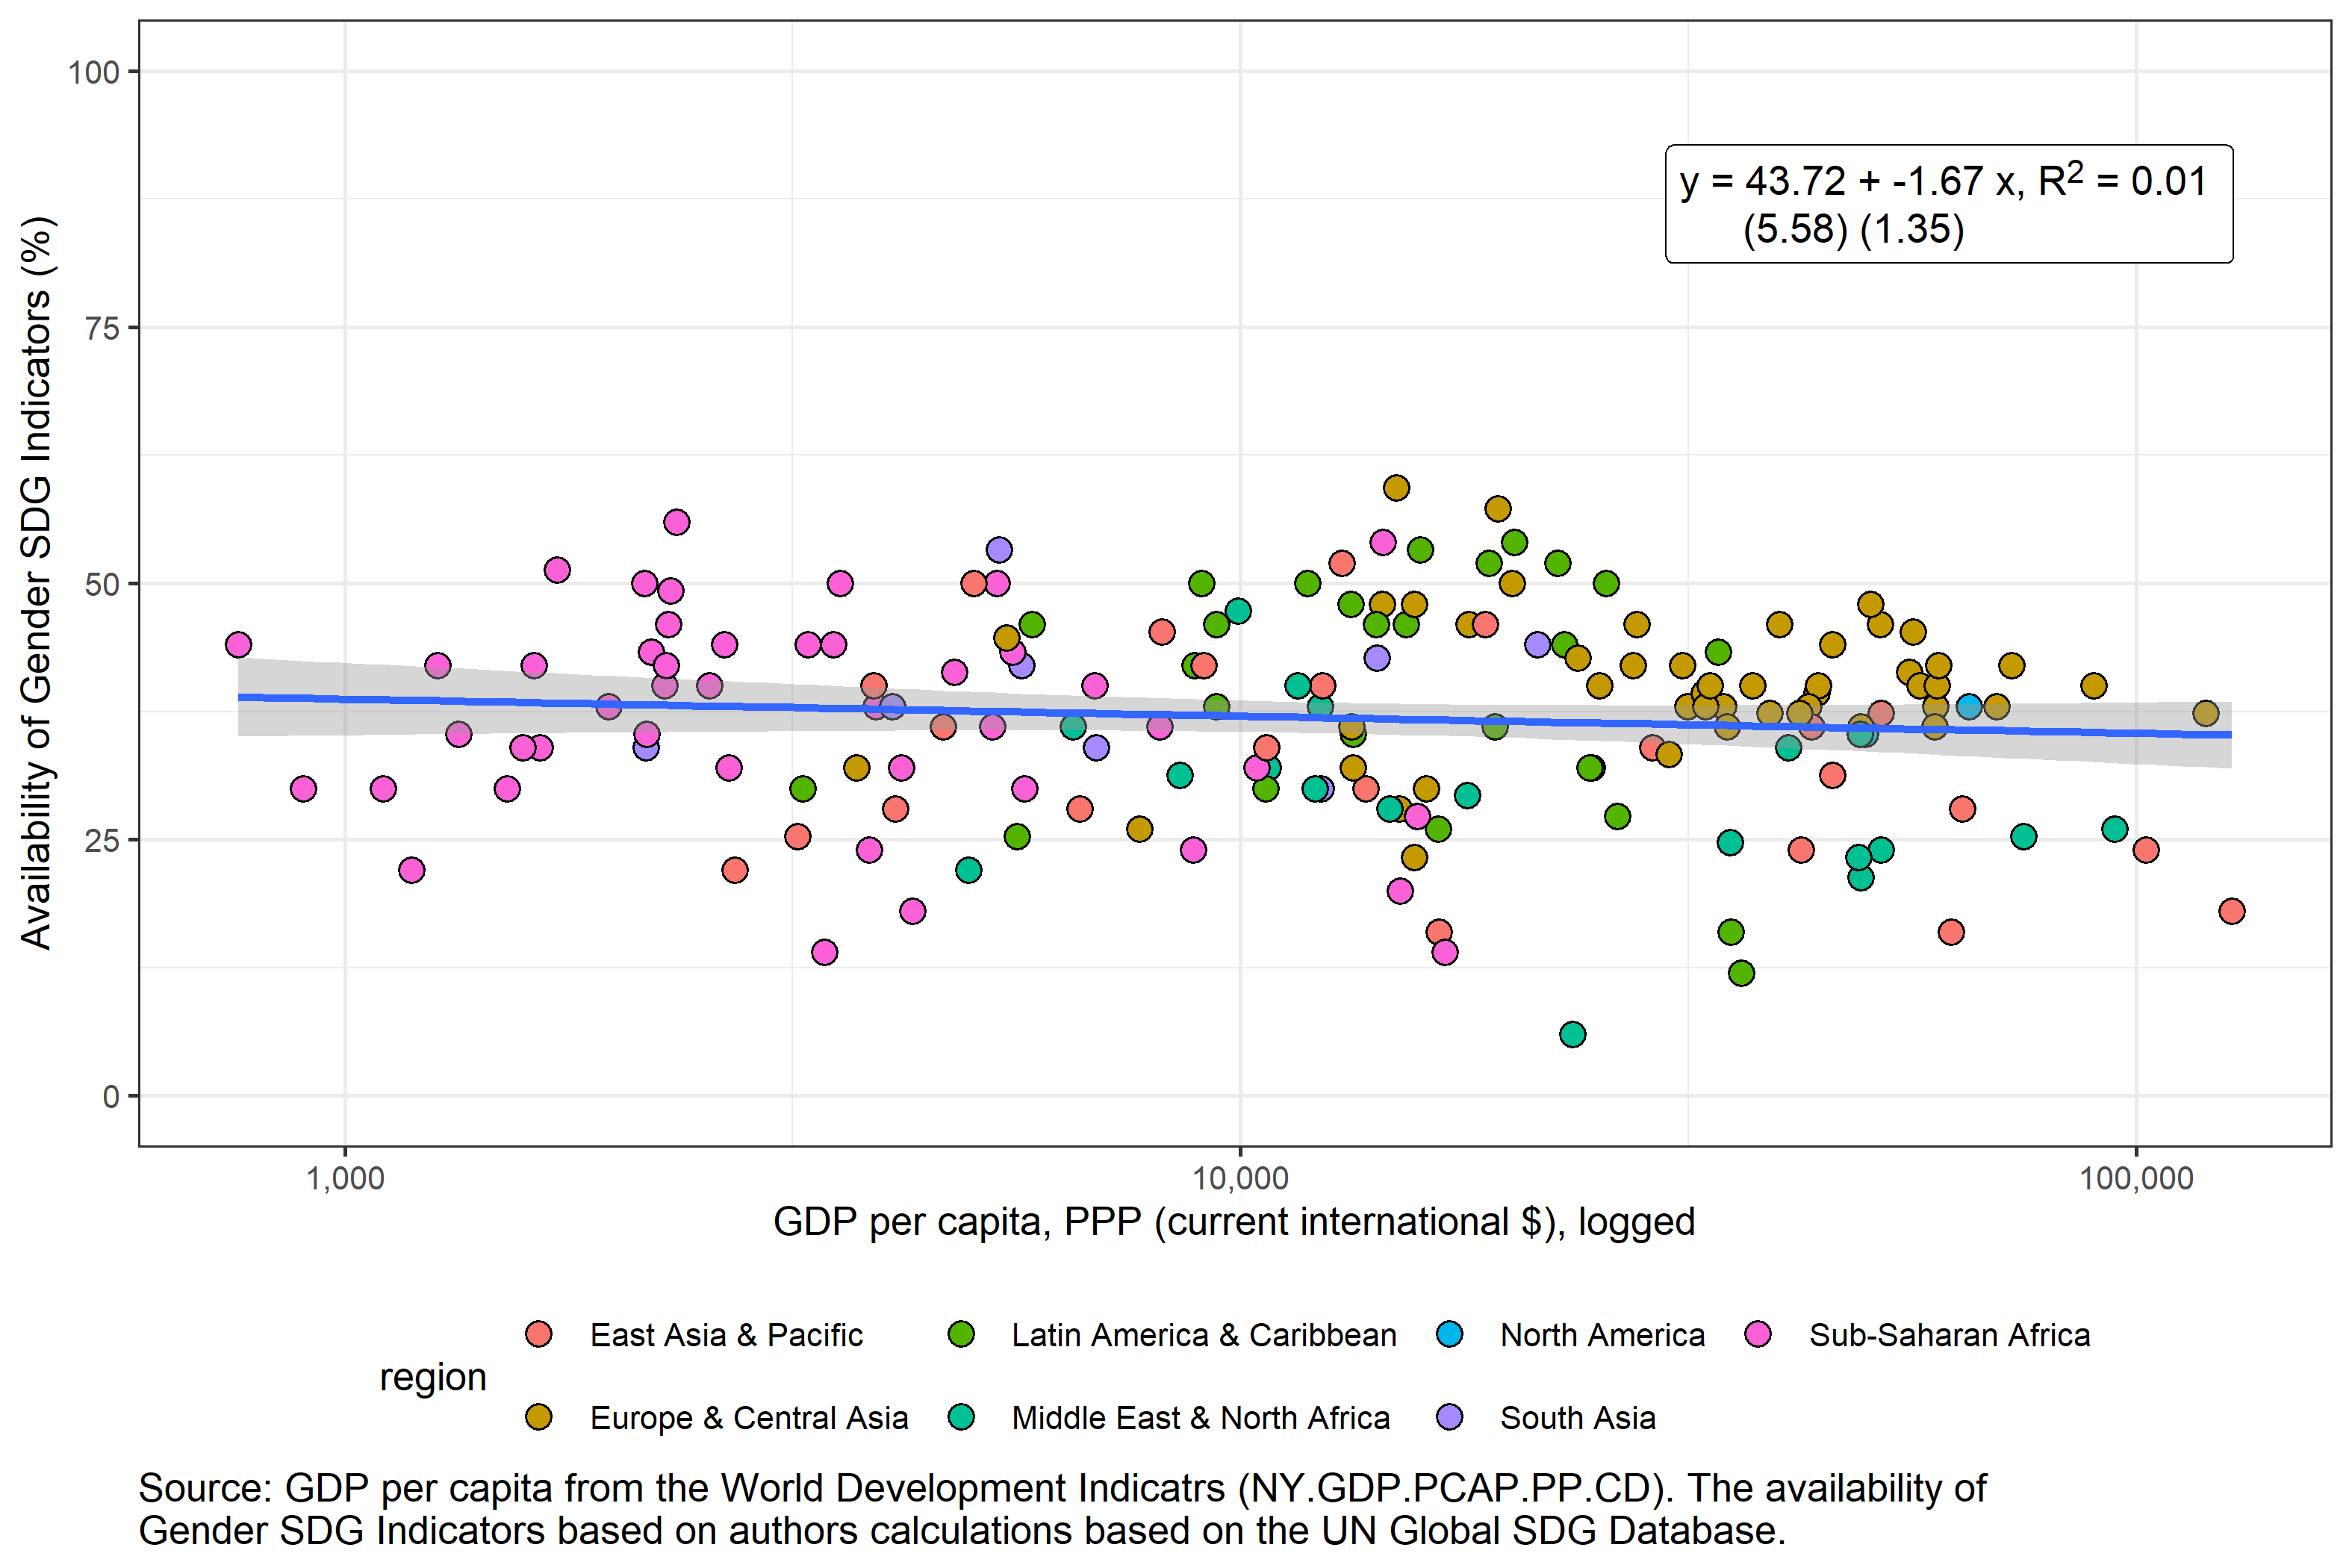 100
75
50
25
0
Availability of Gender SDG Indicators (%)
y = 43.72 + -1.67 x, R² = 0.01
(5.58) (1.35)
1,000
10,000
100,000
GDP per capita, PPP (current international $), logged
region
East Asia & Pacific
Latin America & Caribbean
North America
Sub-Saharan Africa
Europe & Central Asia
Middle East & North Africa
South Asia
Source: GDP per capita from the World Development Indicatrs (NY.GDP.PCAP.PP.CD). The availability of
Gender SDG Indicators based on authors calculations based on the UN Global SDG Database.